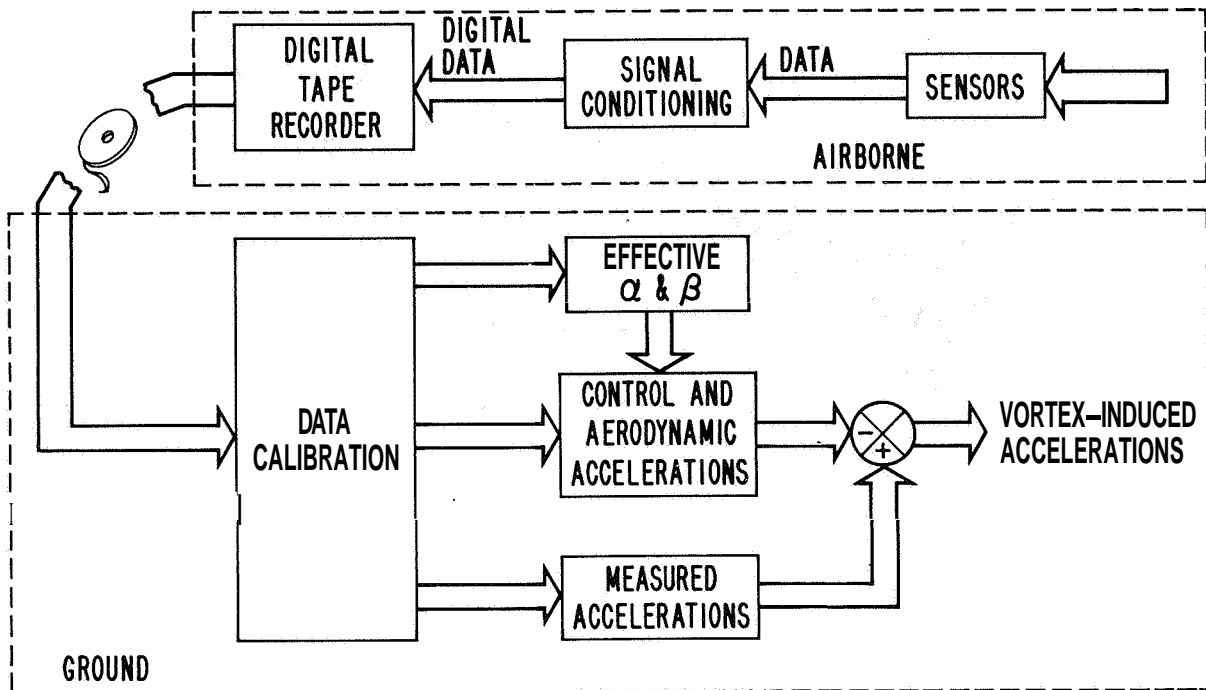 DIGITAL
TAPE
RECORDER
DIGITAL
DATA
SIGNAL
CONDITIONING
DATA
SENSORS
AIRBORNE
EFFECTIVE
α & β
DATA
CALIBRATION
CONTROL AND
AERODYNAMIC
ACCELERATIONS
−
+
VORTEX–INDUCED
ACCELERATIONS
MEASURED
ACCELERATIONS
GROUND